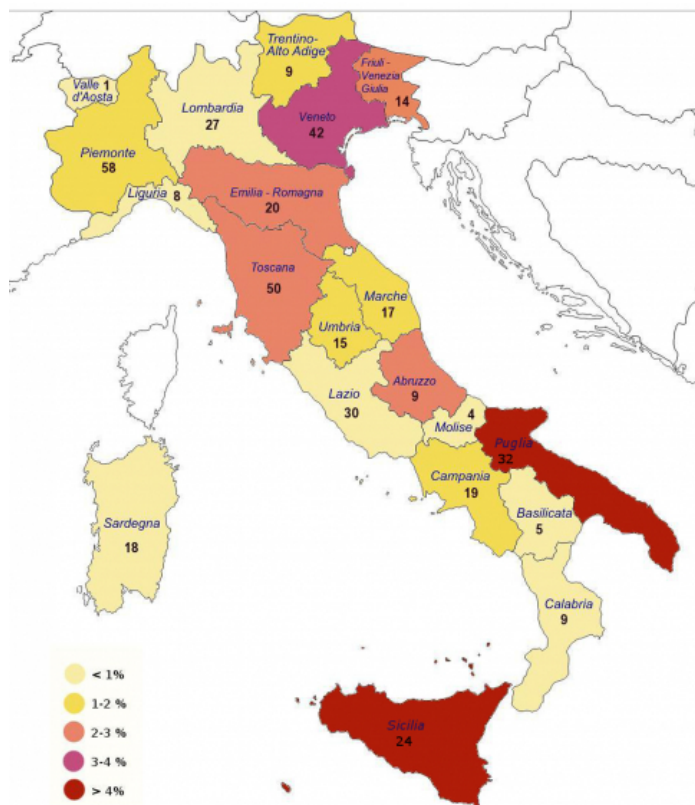 Trentino-
Alto Adige
9
Valle 1
d'Aosta
Friuli -
Venezia
Giulia
14
Lombardia
27
Veneto
42
Piemonte
58
Liguria 8
Emilia - Romagna
20
Toscana
50
Marche
17
Umbria
15
Lazio
30
Abruzzo
9
4
Molise
Puglia
32
Campania
19
Basilicata
5
Sardegna
18
Calabria
9
Sicilia
24
< 1%
1-2 %
2-3 %
3-4 %
> 4%